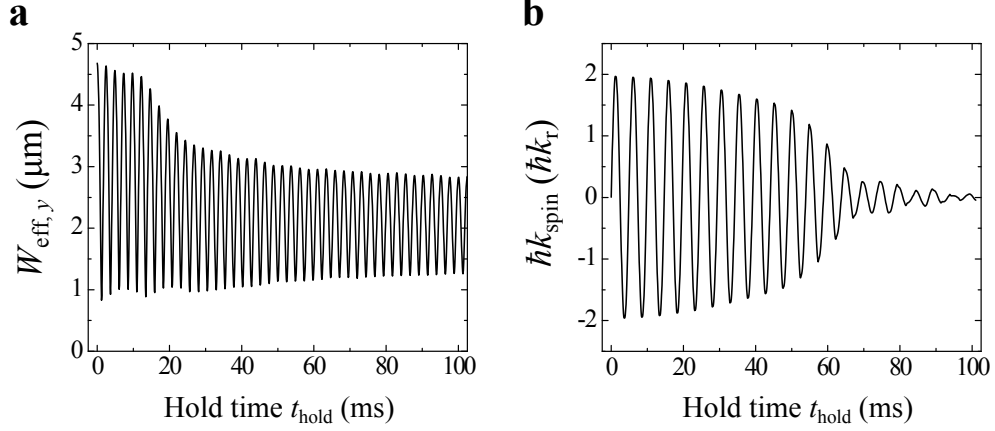 a
5
4
3
2
1
0
W_eff, y (μm)
0 20 40 60 80 100
Hold time t_hold (ms)
b
2
1
0
-1
-2
ħk_spin (ħk_r)
0 20 40 60 80 100
Hold time t_hold (ms)